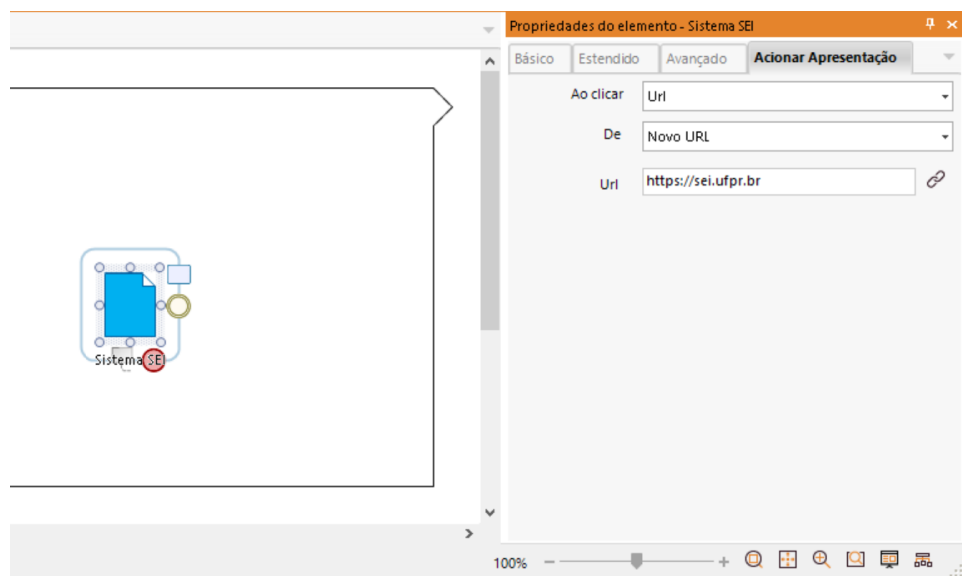 Propriedades do elemento - Sistema SEI
Básico Estendido Avançado Acionar Apresentação
Ao clicar Url
De Novo URL
Url https://sei.ufpr.br
Sistema SE
100%